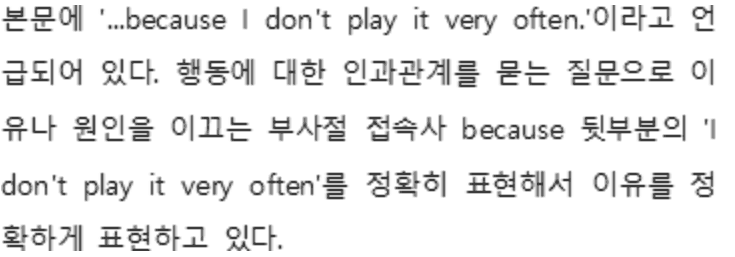 본문에 '...because I don't play it very often.'이라고 언
급되어 있다. 행동에 대한 인과관계를 묻는 질문으로 이
유나 원인을 이끄는 부사절 접속사 because 뒷부분의 'I
don't play it very often'를 정확히 표현해서 이유를 정
확하게 표현하고 있다.